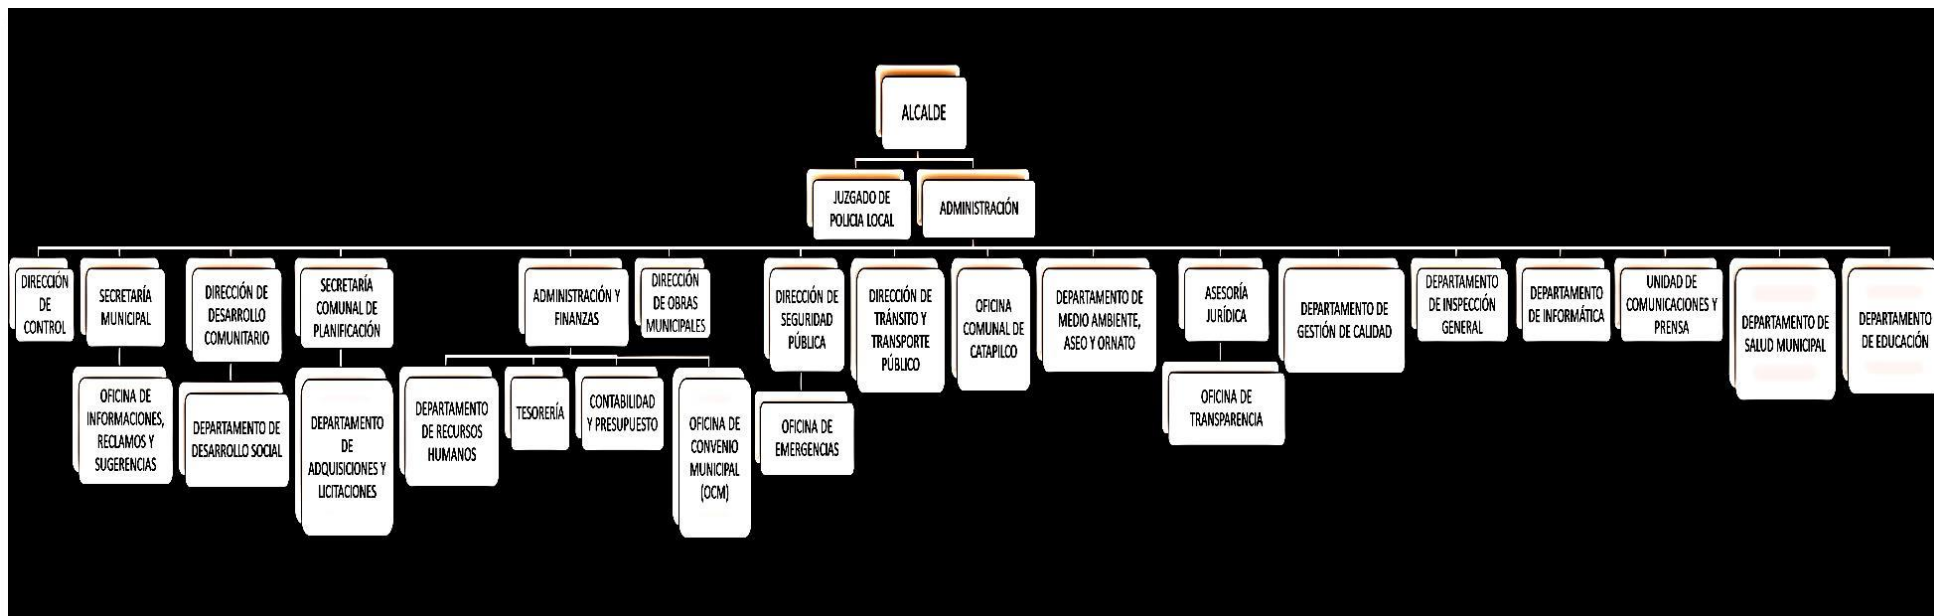 ALCALDE
JUZGADO DE
POLICIA LOCAL
ADMINISTRACIÓN
DIRECCIÓN
DE
CONTROL
SECRETARÍA
MUNICIPAL
DIRECCIÓN DE
DESARROLLO
COMUNITARIO
SECRETARÍA
COMUNAL DE
PLANIFICACIÓN
ADMINISTRACIÓN Y
FINANZAS
DIRECCIÓN
DE OBRAS
MUNICIPALES
DIRECCIÓN DE
SEGURIDAD
PÚBLICA
DIRECCIÓN DE
TRÁNSITO Y
TRANSPORTE
PÚBLICO
OFICINA
COMUNAL DE
CATAPILCO
DEPARTAMENTO DE
MEDIO AMBIENTE,
ASEO Y ORNATO
ASESORÍA
JURÍDICA
DEPARTAMENTO DE
GESTIÓN DE CALIDAD
DEPARTAMENTO
DE INSPECCIÓN
GENERAL
DEPARTAMENTO
DE INFORMÁTICA
UNIDAD DE
COMUNICACIONES Y
PRENSA
DEPARTAMENTO DE
SALUD MUNICIPAL
DEPARTAMENTO
DE EDUCACIÓN
OFICINA DE
INFORMACIONES,
RECLAMOS Y
SUGERENCIAS
DEPARTAMENTO DE
DESARROLLO SOCIAL
DEPARTAMENTO
DE
ADQUISICIONES Y
LICITACIONES
DEPARTAMENTO
DE RECURSOS
HUMANOS
TESORERÍA
CONTABILIDAD
Y PRESUPUESTO
OFICINA DE
CONVENIO
MUNICIPAL
(OCM)
OFICINA DE
EMERGENCIAS
OFICINA DE
TRANSPARENCIA